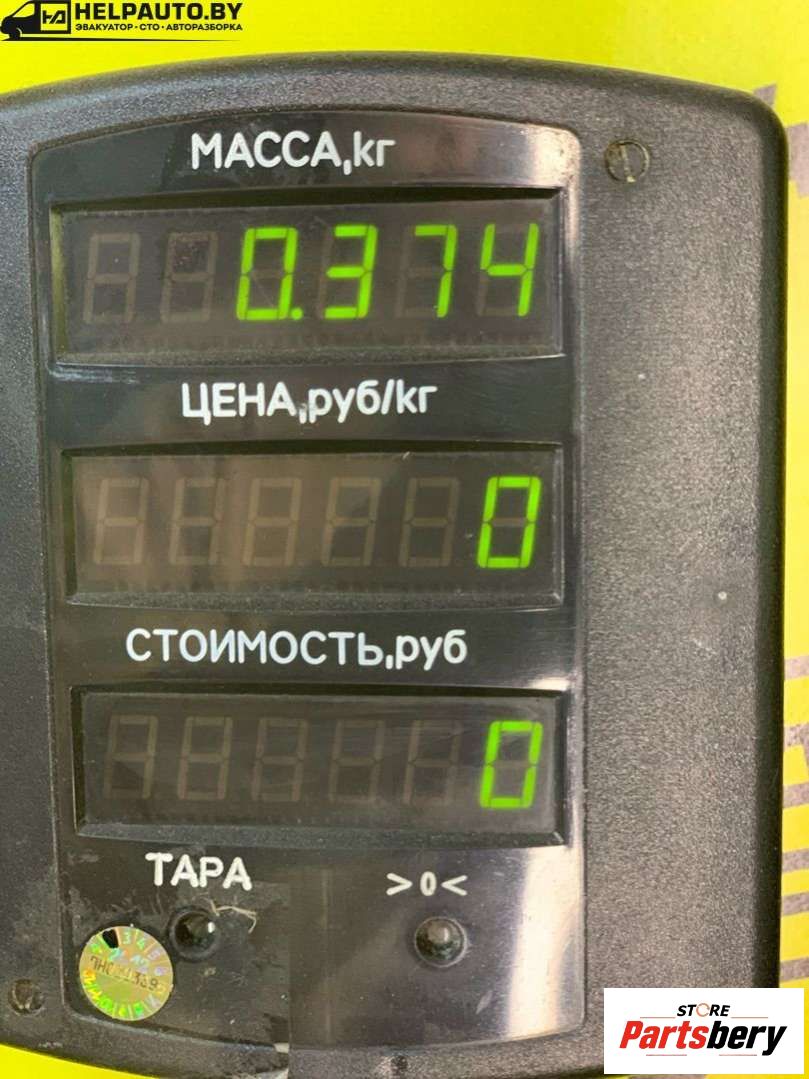 HELPAUTO.BY
ЭВАКУАТОР · СТО · АВТОРАЗБОРКА
МАССА,кг
0.374
ЦЕНА,руб/кг
0
СТОИМОСТЬ,руб
0
ТАРА
>0<
STORE
Partsbery